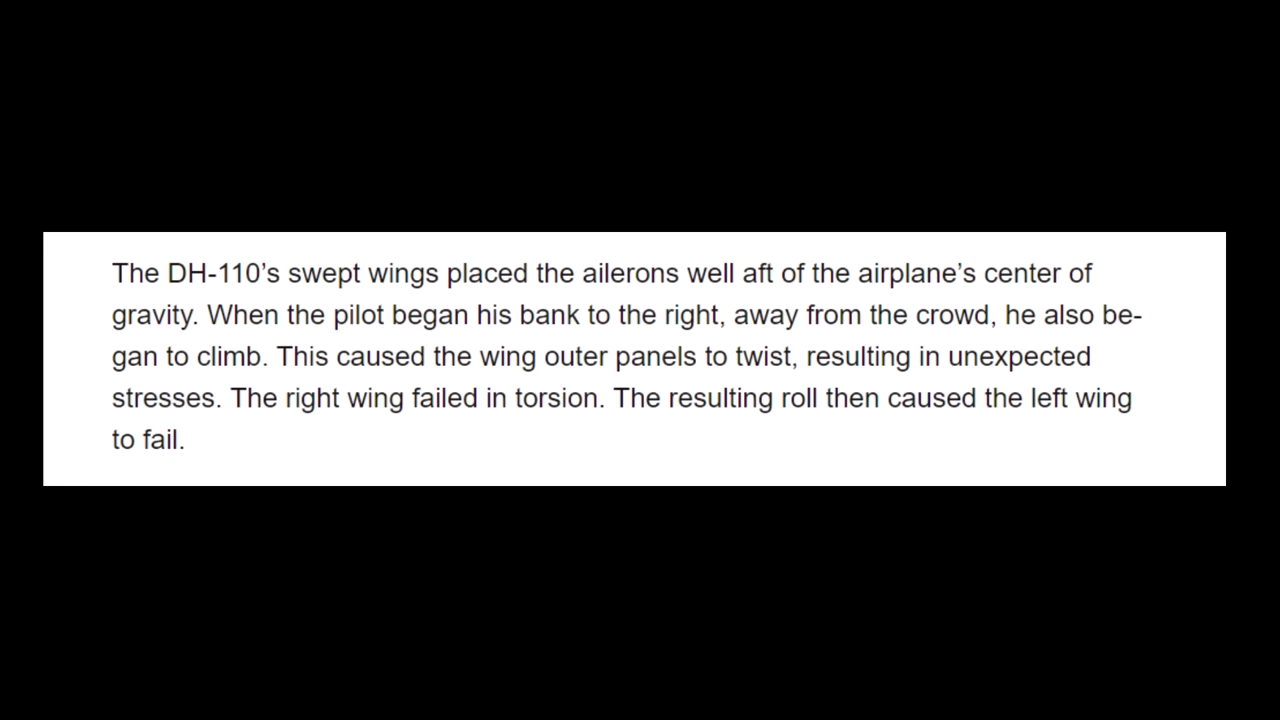 The DH-110’s swept wings placed the ailerons well aft of the airplane’s center of
gravity. When the pilot began his bank to the right, away from the crowd, he also be-
gan to climb. This caused the wing outer panels to twist, resulting in unexpected
stresses. The right wing failed in torsion. The resulting roll then caused the left wing
to fail.